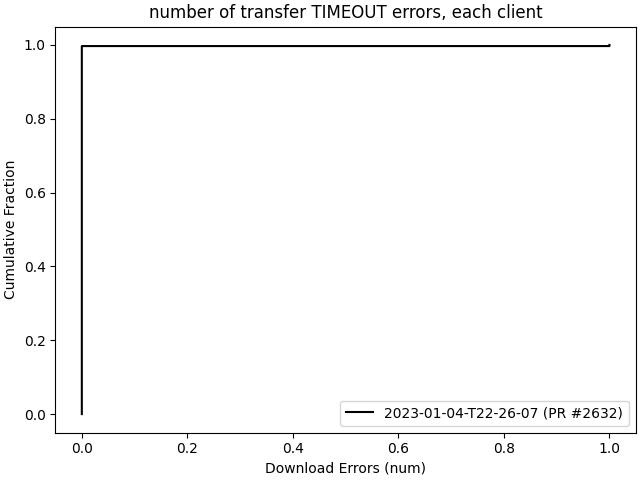 number of transfer TIMEOUT errors, each client
1.0
0.8
0.6
0.4
0.2
0.0
Cumulative Fraction
2023-01-04-T22-26-07 (PR #2632)
0.0 0.2 0.4 0.6 0.8 1.0
Download Errors (num)